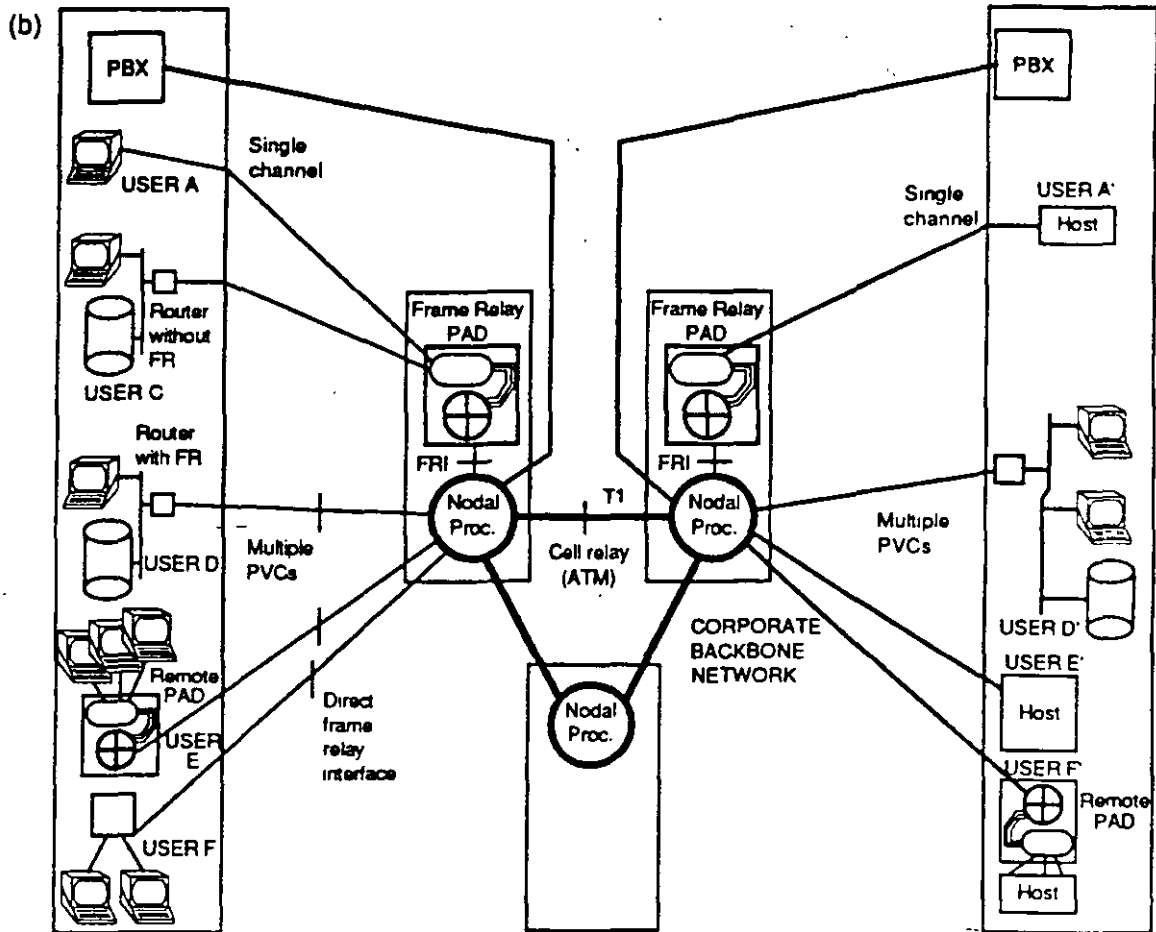 (b)
PBX
USER A
Single
channel
Router
without
FR
USER C
Router
with FR
USER D
Multiple
PVCs
Remote
PAD
USER
E
Direct
frame
relay
interface
USER F
Frame Relay
PAD
FRI
Nodal
Proc.
T1
Cell relay
(ATM)
Frame Relay
PAD
FRI
Nodal
Proc.
Nodal
Proc.
CORPORATE
BACKBONE
NETWORK
PBX
USER A'
Host
Single
channel
Multiple
PVCs
USER D'
USER E'
Host
USER F'
Remote
PAD
Host